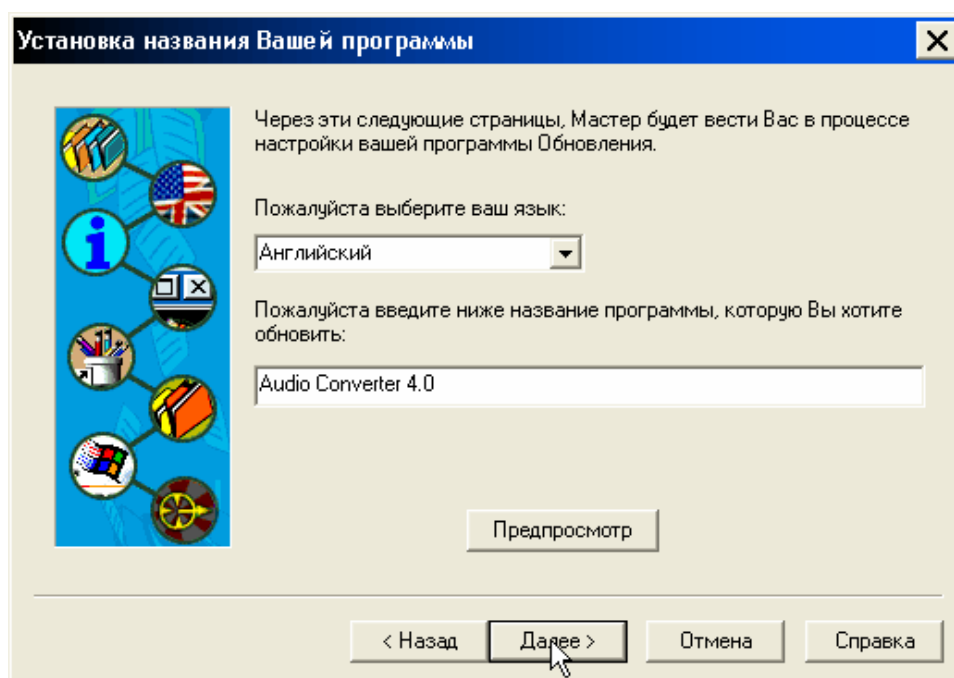 Установка названия Вашей программы
Через эти следующие страницы, Мастер будет вести Вас в процессе
настройки вашей программы Обновления.
Пожалуйста выберите ваш язык:
Английский
Пожалуйста введите ниже название программы, которую Вы хотите
обновить:
Audio Converter 4.0
Предпросмотр
< Назад
Далее >
Отмена
Справка